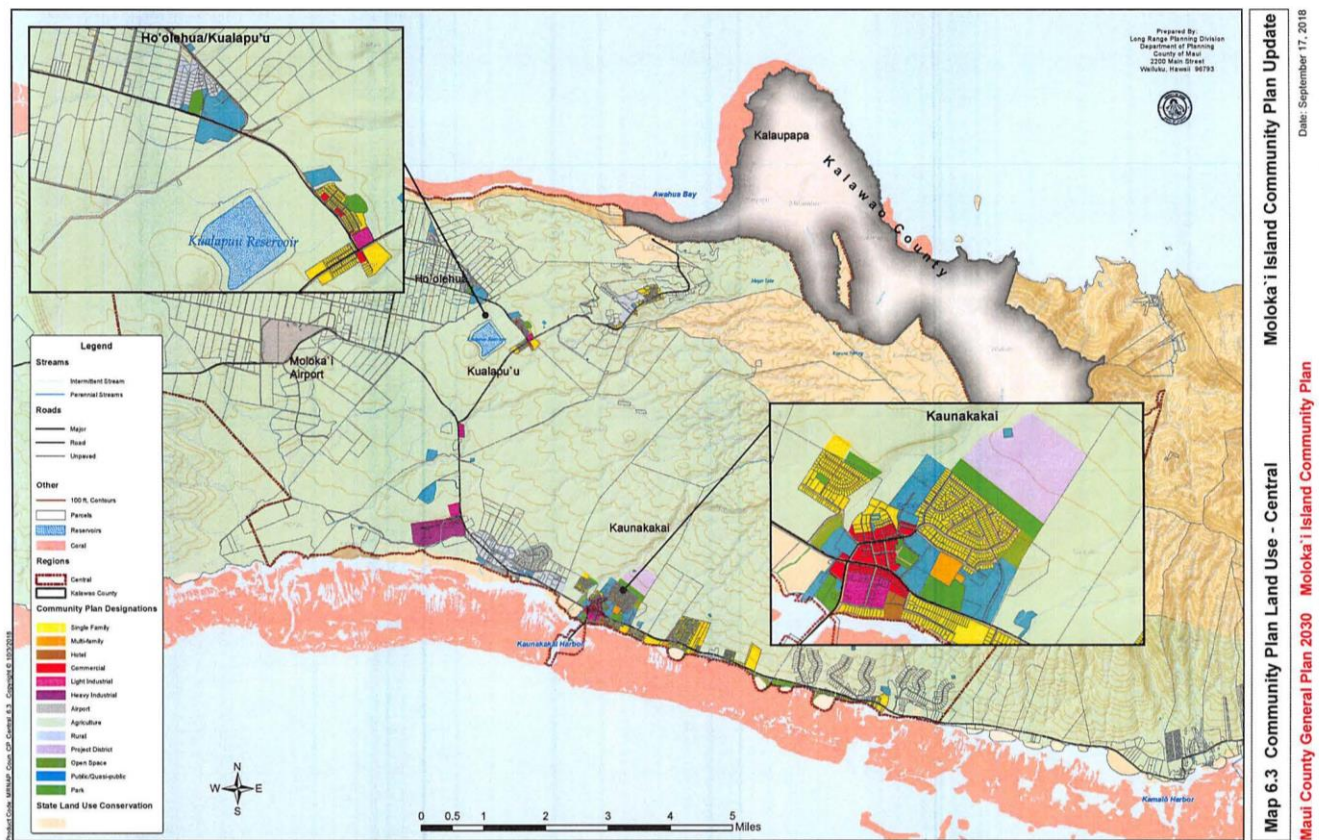 Ho'olehua/Kualapu'u
Kualapuu Reservoir
Prepared By:
Long Range Planning Division
Department of Planning
County of Maui
2200 Main Street
Wailuku, Hawaii 96793
Kalaupapa
Kalawao County
Awahua Bay
Ho'olehua
Moloka'i
Airport
Kualapu'u
Kaunakakai
Kaunakakai
Kaunakakai Harbor
Kamalō Harbor
Legend
Streams
Intermittent Stream
Perennial Streams
Roads
Major
Road
Unpaved
Other
100 ft. Contours
Parcels
Reservoirs
Coral
Regions
Central
Kalawao County
Community Plan Designations
Single Family
Multi-family
Hotel
Commercial
Light Industrial
Heavy Industrial
Airport
Agriculture
Rural
Project District
Open Space
Public/Quasi-public
Park
State Land Use Conservation
N
W E
S
0 0.5 1 2 3 4 5
Miles
Map 6.3 Community Plan Land Use - Central
Moloka`i Island Community Plan Update
Maui County General Plan 2030 Moloka`i Island Community Plan
Date: September 17, 2018